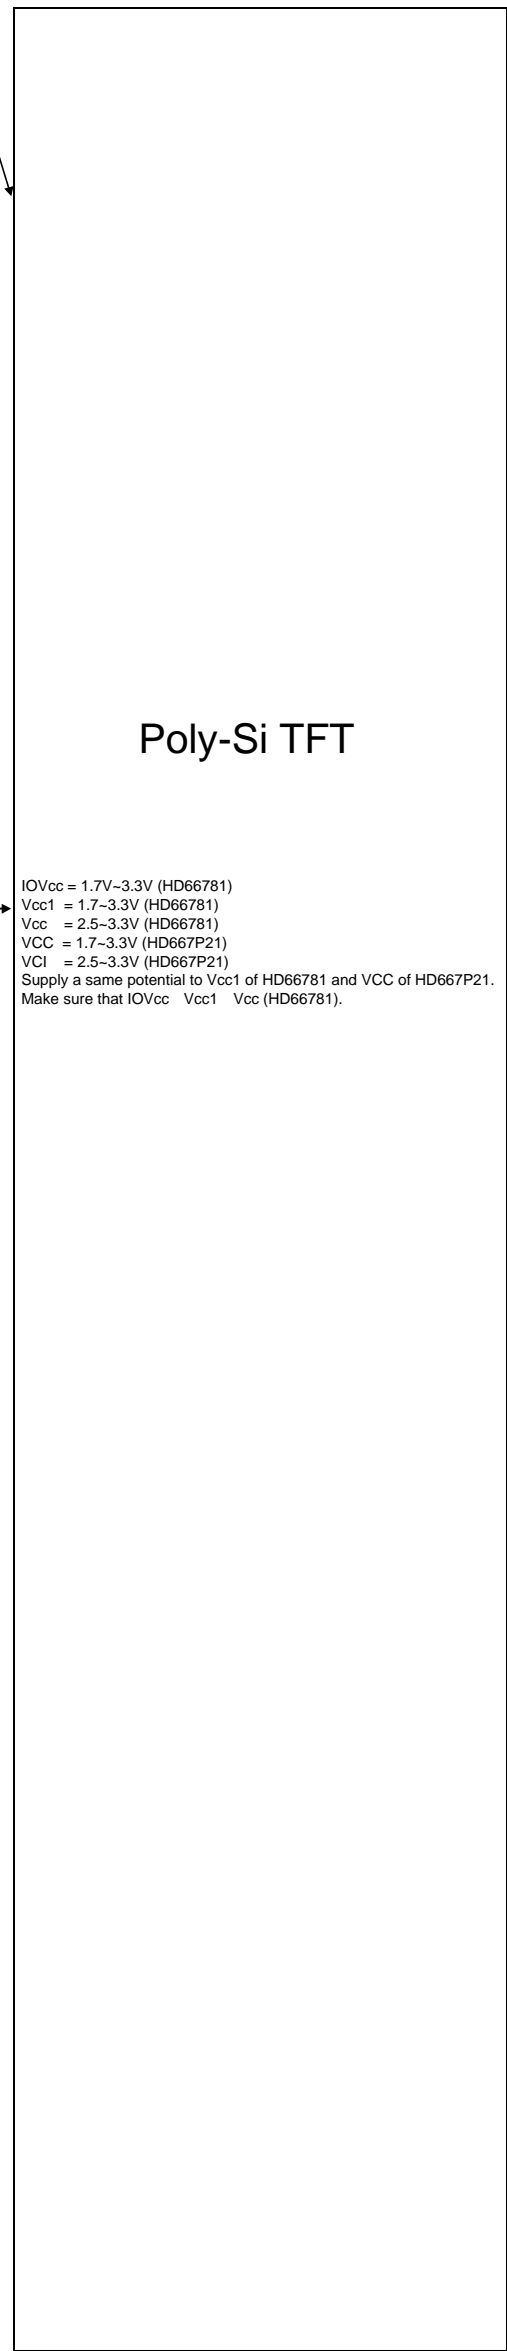 Poly-Si TFT
IOVcc = 1.7V~3.3V (HD66781)
Vcc1 = 1.7~3.3V (HD66781)
Vcc = 2.5~3.3V (HD66781)
VCC = 1.7~3.3V (HD667P21)
VCI = 2.5~3.3V (HD667P21)
Supply a same potential to Vcc1 of HD66781 and VCC of HD667P21.
Make sure that IOVcc Vcc1 Vcc (HD66781).